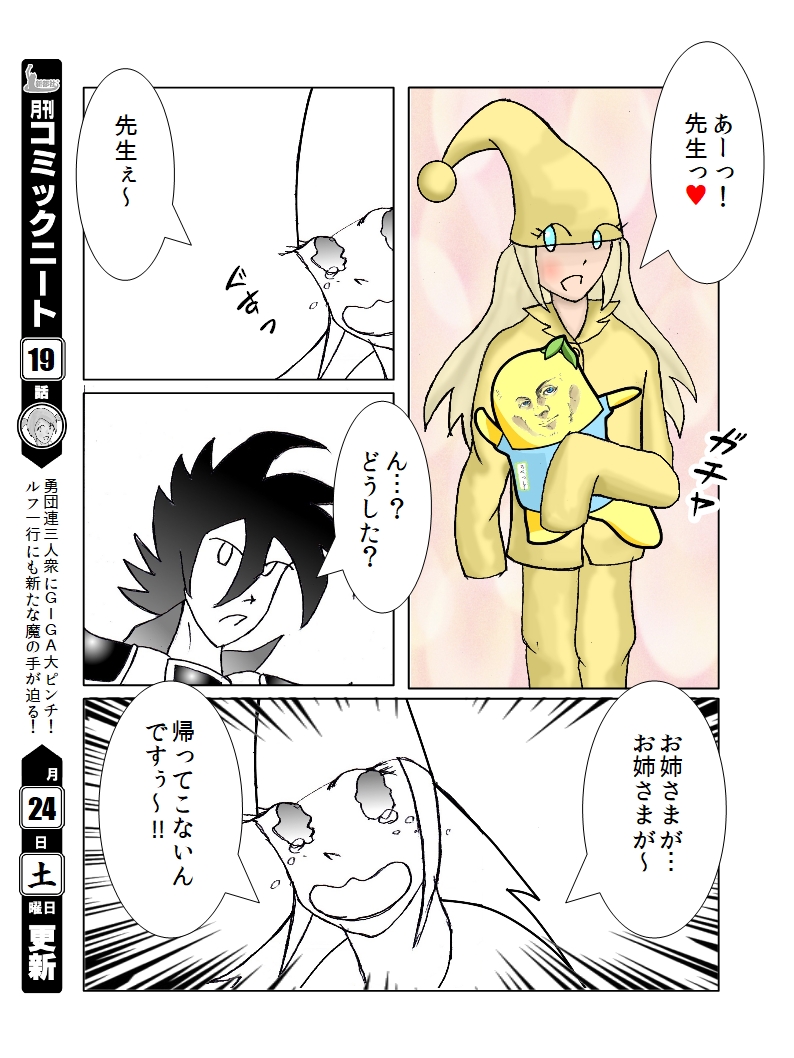 あーっ！
先生っ♥
ガチャ
先生ぇ～
ぐすっ
ん…？
どうした？
お姉さまが…
お姉さまが～
帰ってこないん
ですぅ～!!
新都社
月刊
コミックニート
19
話
勇団連三人衆にGIGA大ピンチ！
ルフ一行にも新たな魔の手が迫る！
月
24
日
土
曜日
更新